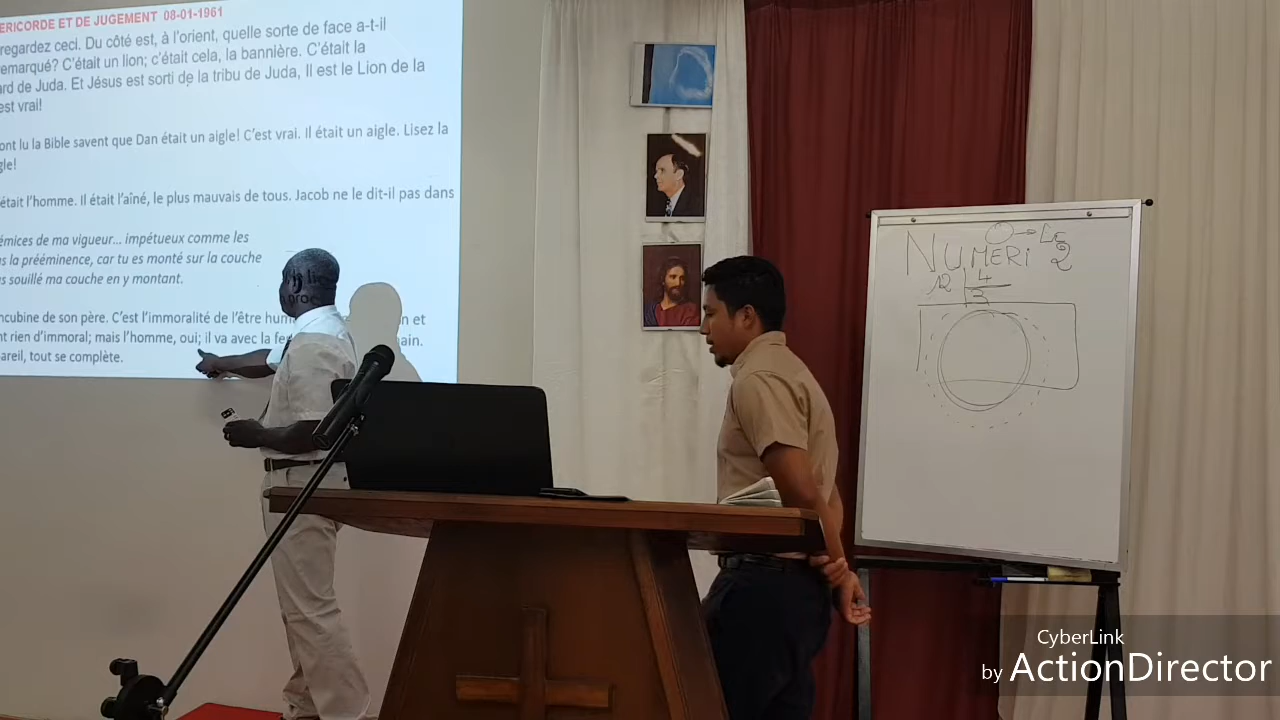 ERICORDE ET DE JUGEMENT 08-01-1961
regardez ceci. Du côté est, à l'orient, quelle sorte de face a-t-il
emarqué? C'était un lion; c'était cela, la bannière. C'était la
ard de Juda. Et Jésus est sorti de la tribu de Juda, Il est le Lion de la
est vrai!
ont lu la Bible savent que Dan était un aigle! C'est vrai. Il était un aigle. Lisez la
gle!
était l'homme. Il était l'aîné, le plus mauvais de tous. Jacob ne le dit-il pas dans
émices de ma vigueur... impétueux comme les
s la prééminence, car tu es monté sur la couche
s souillé ma couche en y montant.
ncubine de son père. C'est l'immoralité de l'être hum n et
nt rien d'immoral; mais l'homme, oui; il va avec la fe ain.
areil, tout se complète.
→ Le
NUMERI 2
12 4
3
CyberLink
by ActionDirector